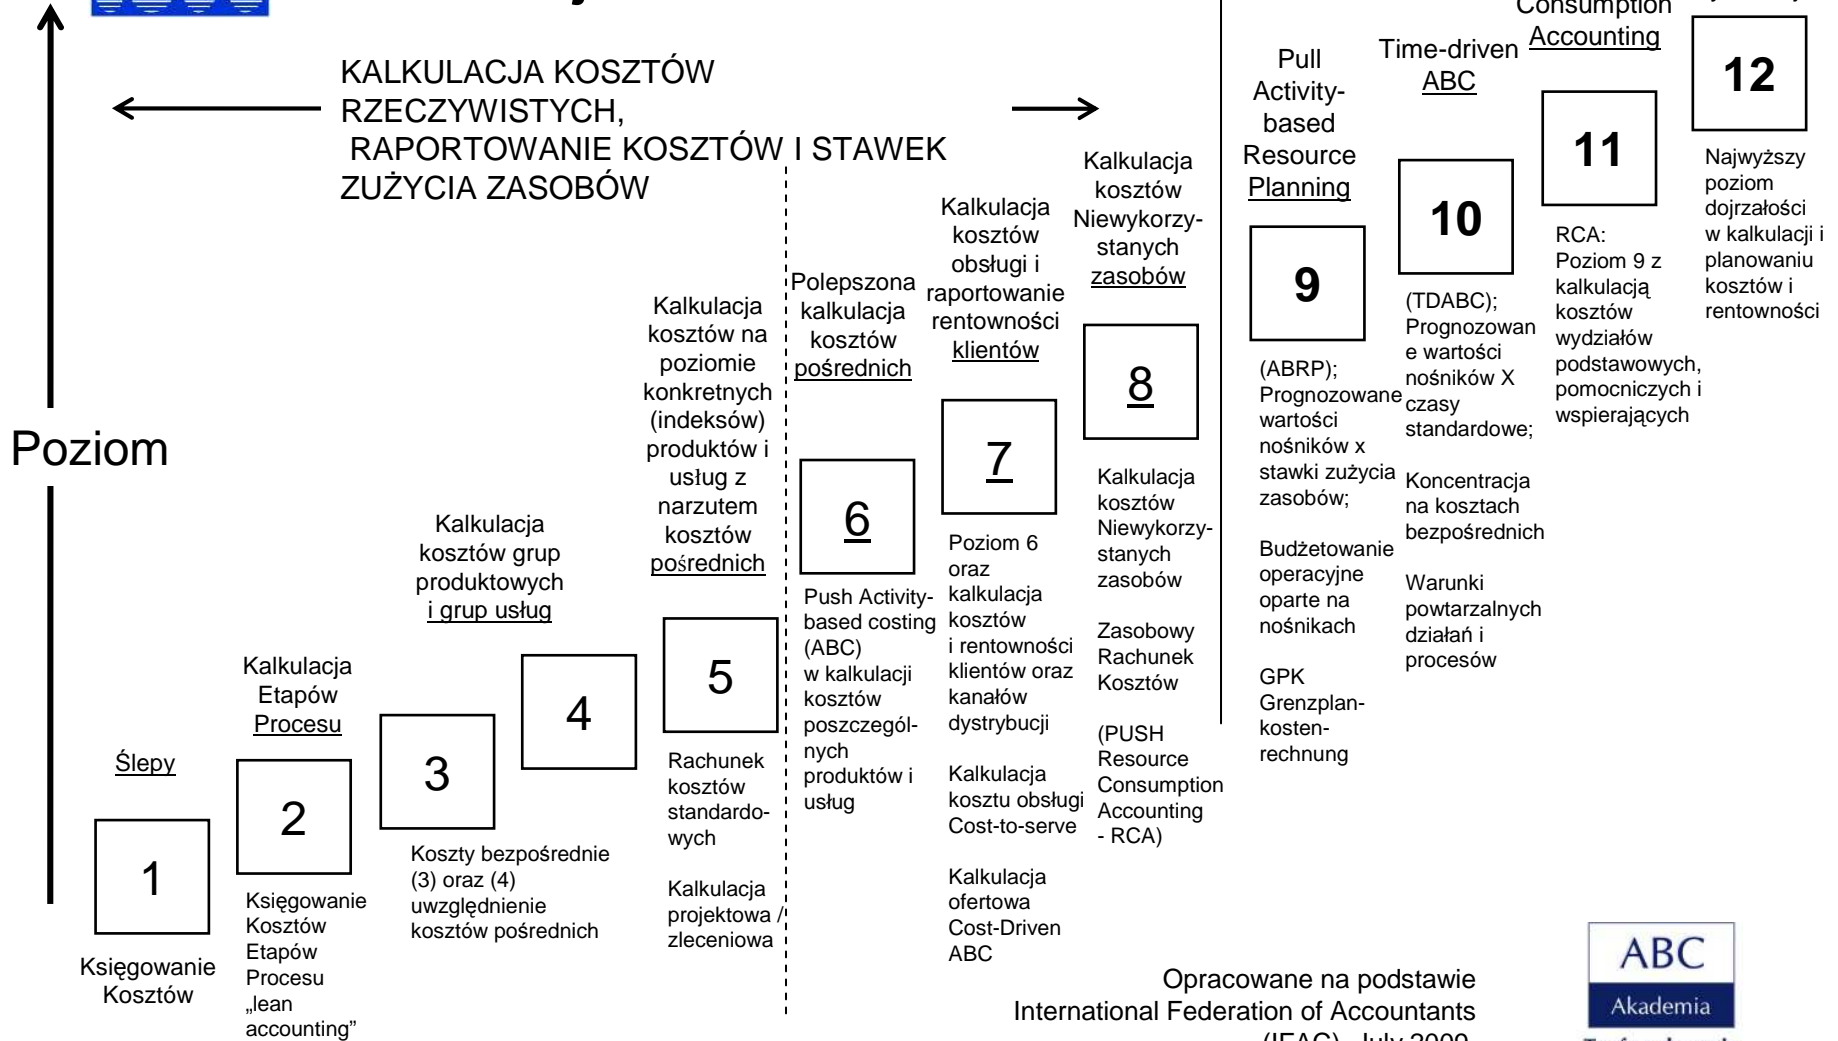 KALKULACJA KOSZTÓW
RZECZYWISTYCH,
RAPORTOWANIE KOSZTÓW I STAWEK
ZUŻYCIA ZASOBÓW
Poziom
Ślepy
1
Księgowanie
Kosztów
Kalkulacja
Etapów
Procesu
2
Księgowanie
Kosztów
Etapów
Procesu
„lean
accounting”
Kalkulacja
kosztów grup
produktowych
i grup usług
3
4
Koszty bezpośrednie
(3) oraz (4)
uwzględnienie
kosztów pośrednich
Kalkulacja
kosztów na
poziomie
konkretnych
(indeksów)
produktów i
usług z
narzutem
kosztów
pośrednich
5
Rachunek
kosztów
standardo-
wych
Kalkulacja
projektowa /
zleceniowa
Polepszona
kalkulacja
kosztów
pośrednich
6
Push Activity-
based costing
(ABC)
w kalkulacji
kosztów
poszczegól-
nych
produktów i
usług
Kalkulacja
kosztów
obsługi i
raportowanie
rentowności
klientów
7
Poziom 6
oraz
kalkulacja
kosztów
i rentowności
klientów oraz
kanałów
dystrybucji
Kalkulacja
kosztu obsługi
Cost-to-serve
Kalkulacja
ofertowa
Cost-Driven
ABC
Kalkulacja
kosztów
Niewykorzy-
stanych
zasobów
8
Kalkulacja
kosztów
Niewykorzy-
stanych
zasobów
Zasobowy
Rachunek
Kosztów
(PUSH
Resource
Consumption
Accounting
- RCA)
Pull
Activity-
based
Resource
Planning
9
(ABRP);
Prognozowane
wartości
nośników x
stawki zużycia
zasobów;
Budżetowanie
operacyjne
oparte na
nośnikach
GPK
Grenzplan-
kosten-
rechnung
Time-driven
ABC
10
(TDABC);
Prognozowan
e wartości
nośników X
czasy
standardowe;
Koncentracja
na kosztach
bezpośrednich
Warunki
powtarzalnych
działań i
procesów
Consumption
Accounting
11
RCA:
Poziom 9 z
kalkulacją
kosztów
wydziałów
podstawowych,
pomocniczych i
wspierających
12
Najwyższy
poziom
dojrzałości
w kalkulacji i
planowaniu
kosztów i
rentowności
Opracowane na podstawie
International Federation of Accountants
(IFAC), July 2009
ABC
Akademia